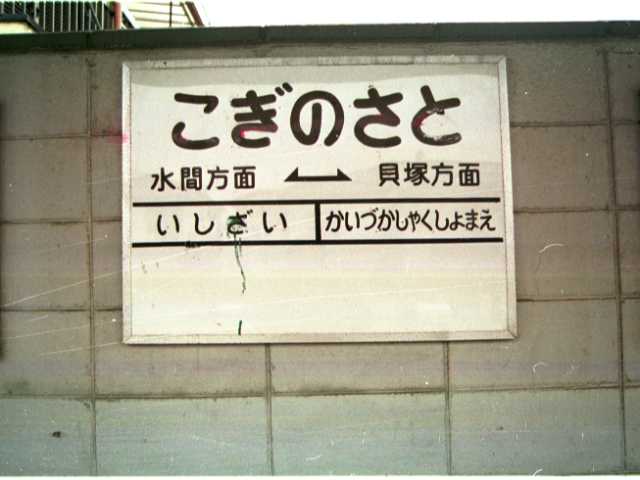 こぎのさと
水間方面 ⟷ 貝塚方面
いしざい かいづかしやくしょまえ